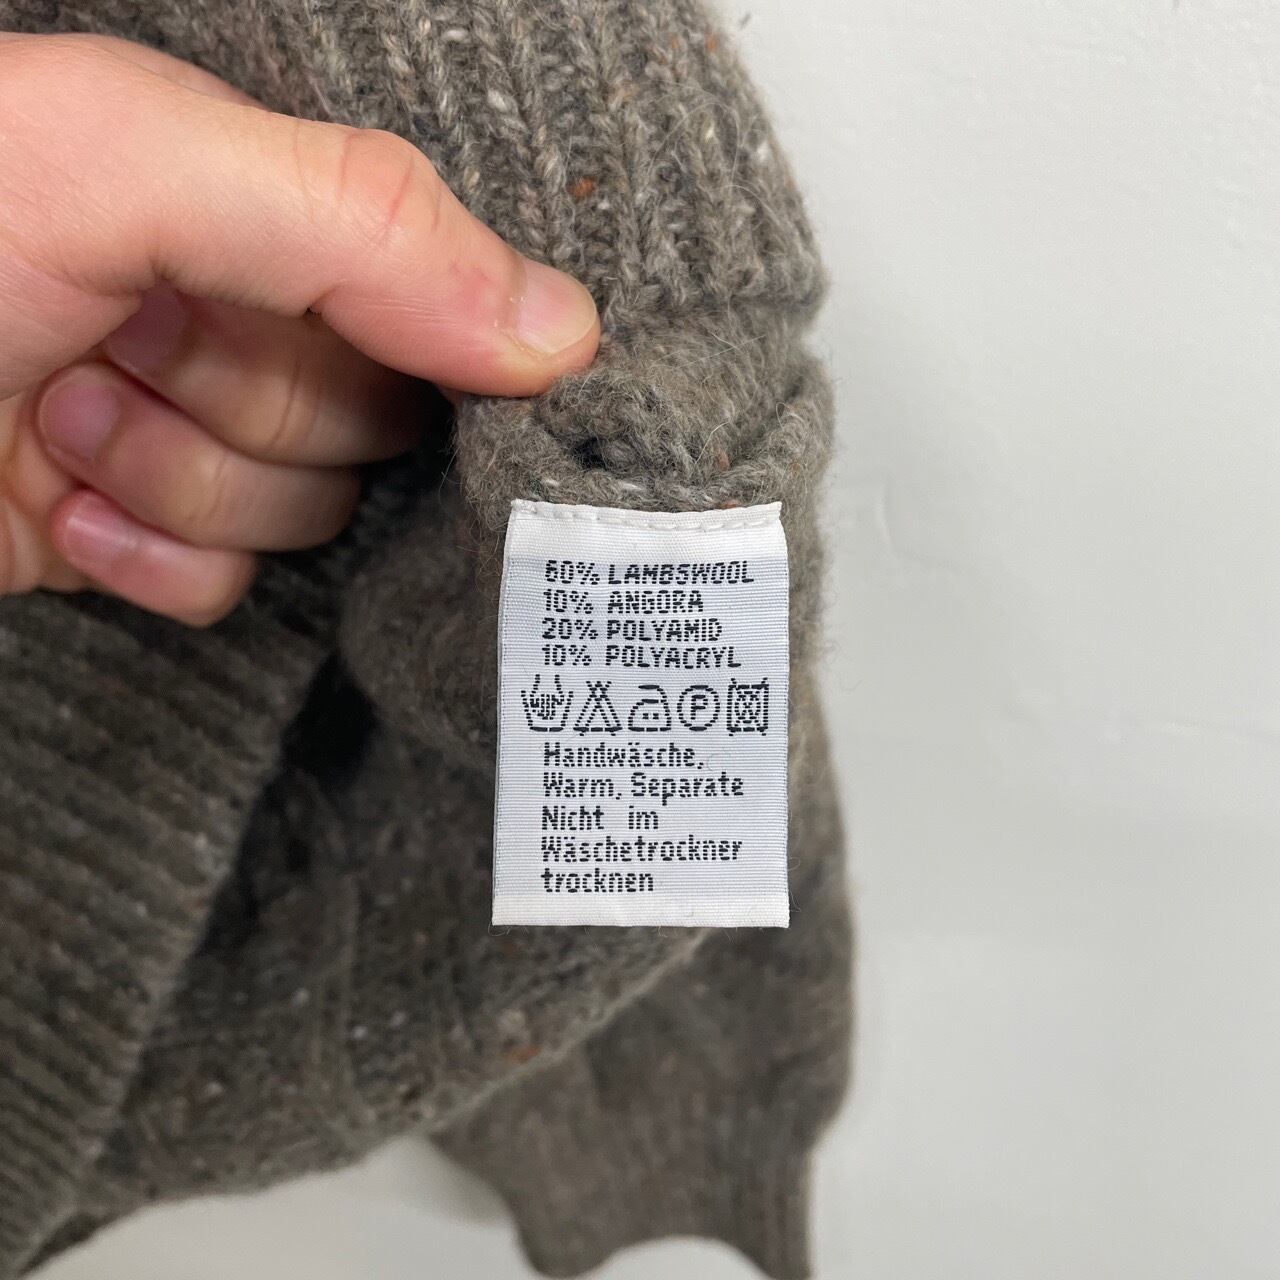 60% LAMBSWOOL
10% ANGORA
20% POLYAMID
10% POLYACRYL
P
Handwäsche,
Warm, Separate
Nicht im
Wäschetrockner
trocknen